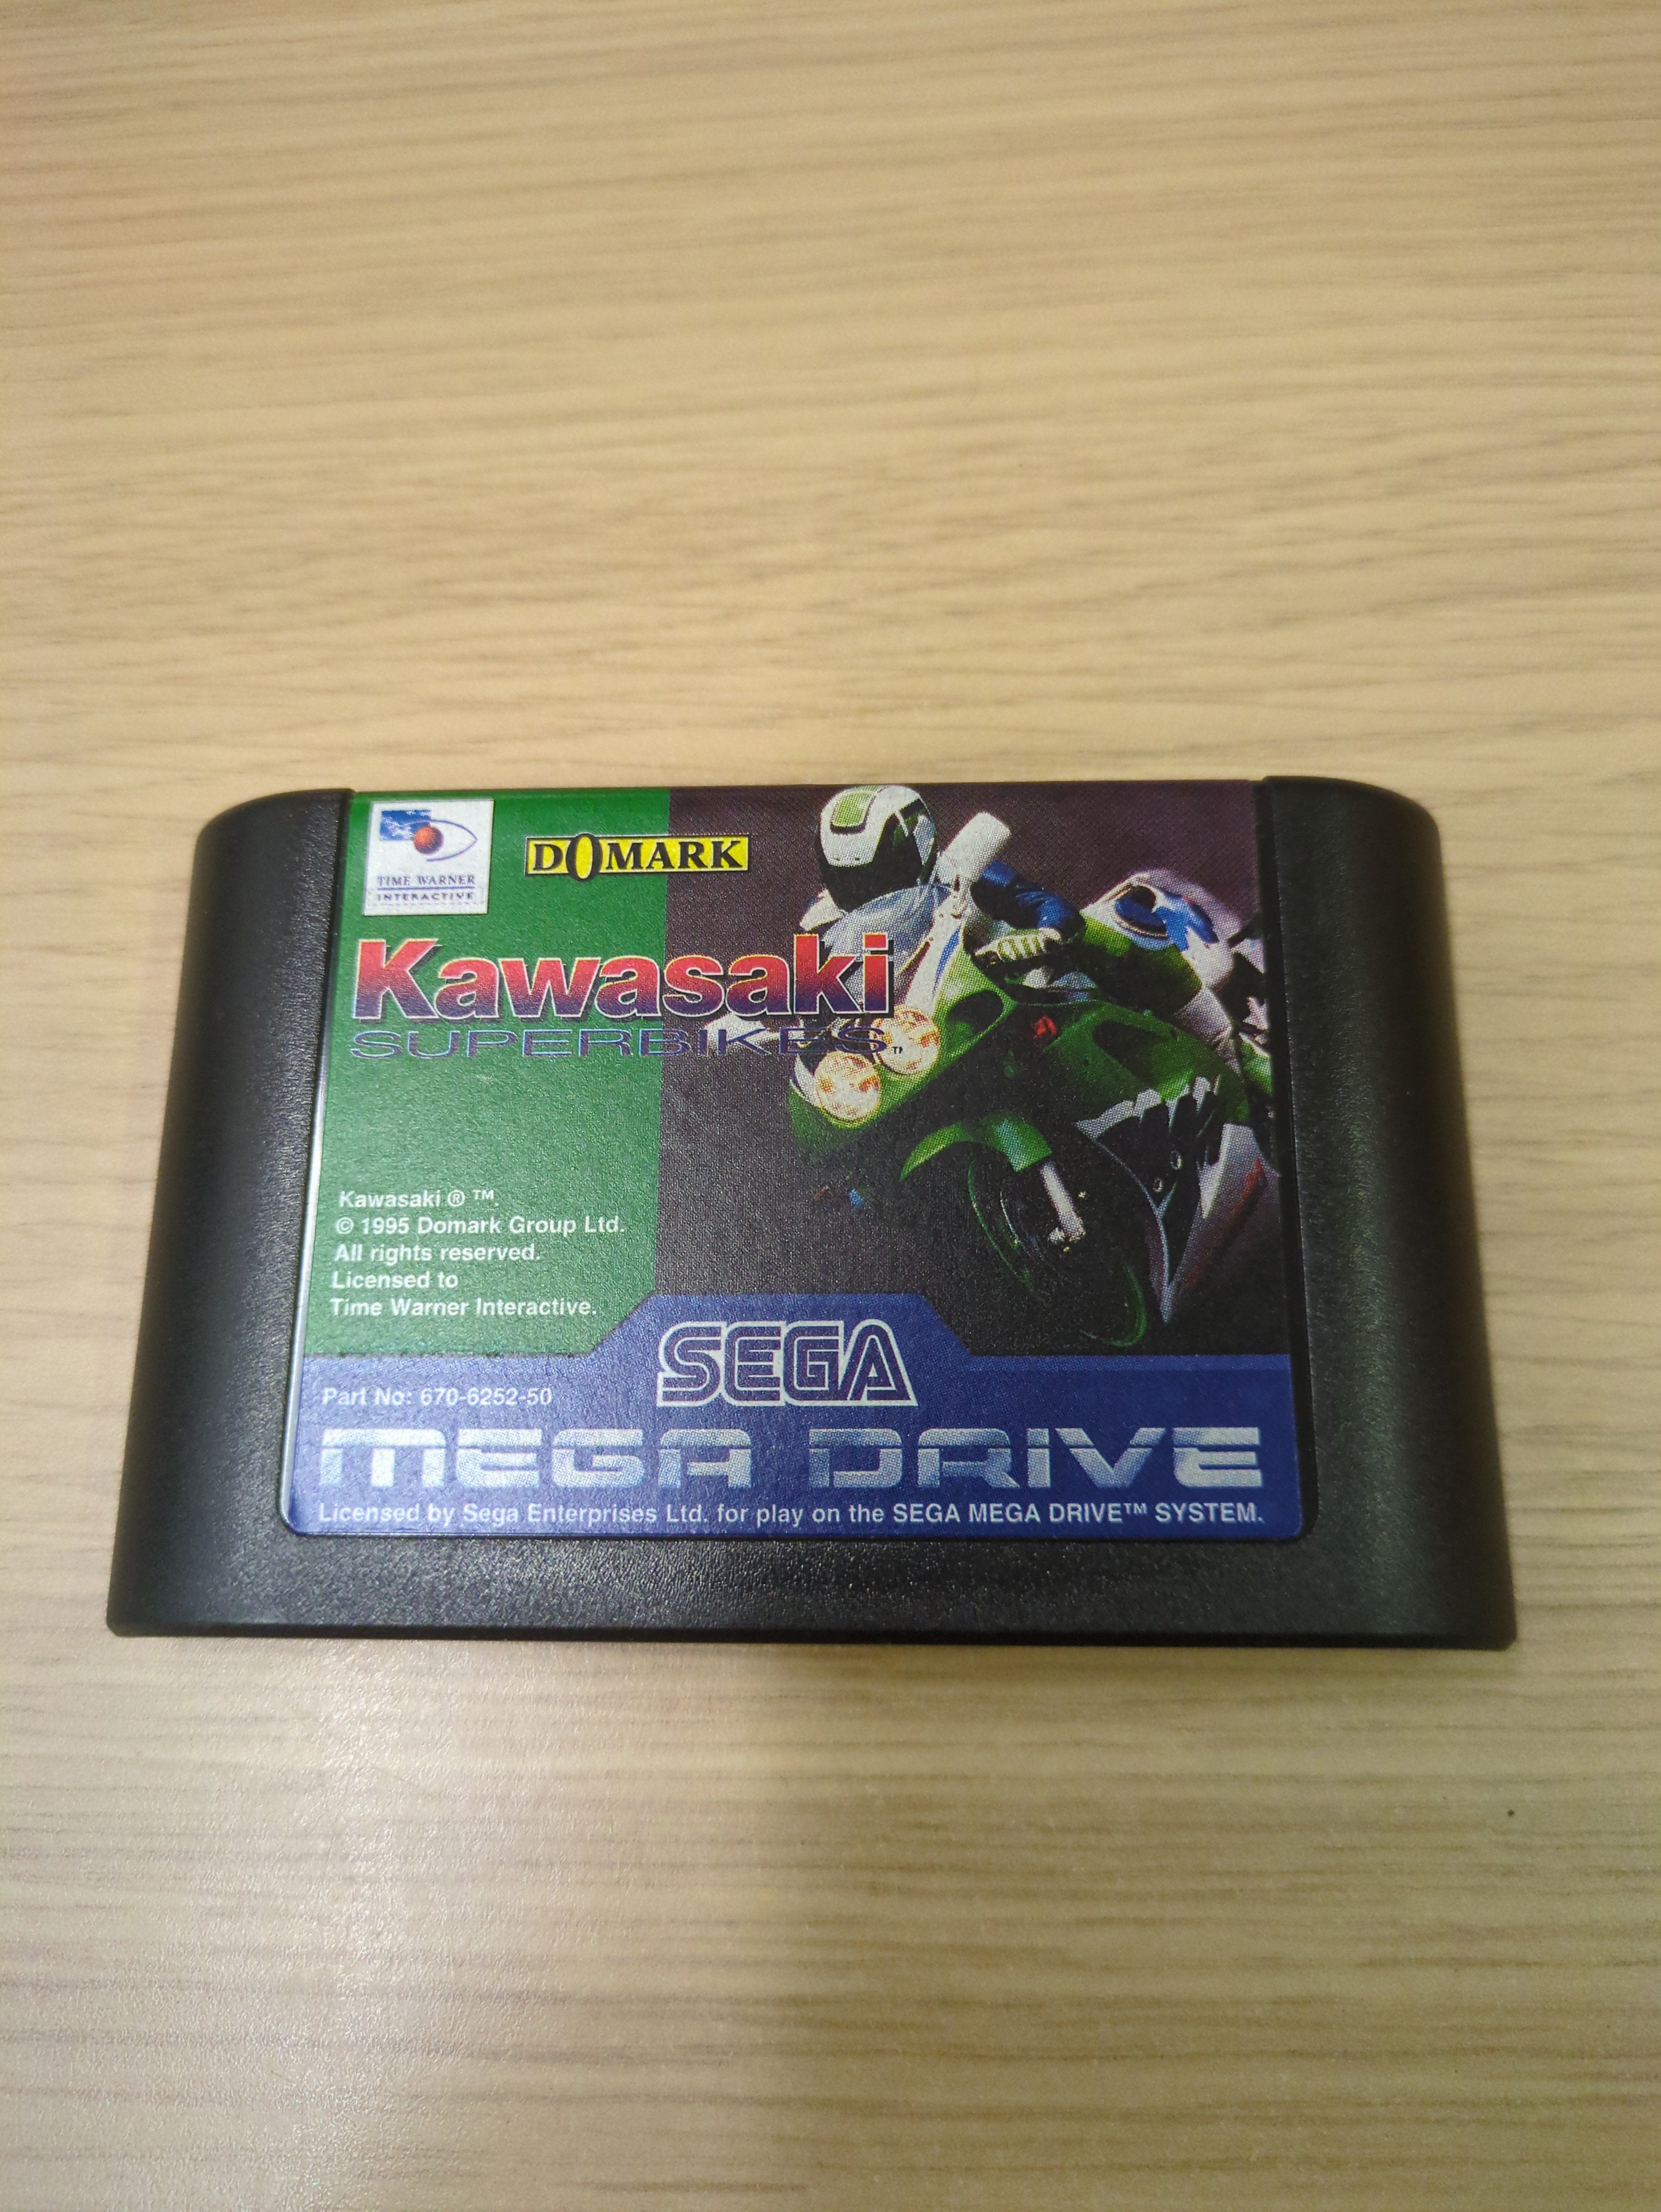 TIME WARNER
INTERACTIVE
DOMARK
Kawasaki
SUPERBIKES™
Kawasaki ® ™.
© 1995 Domark Group Ltd.
All rights reserved.
Licensed to
Time Warner Interactive.
SEGA
Part No: 670-6252-50
MEGA DRIVE
Licensed by Sega Enterprises Ltd. for play on the SEGA MEGA DRIVE™ SYSTEM.